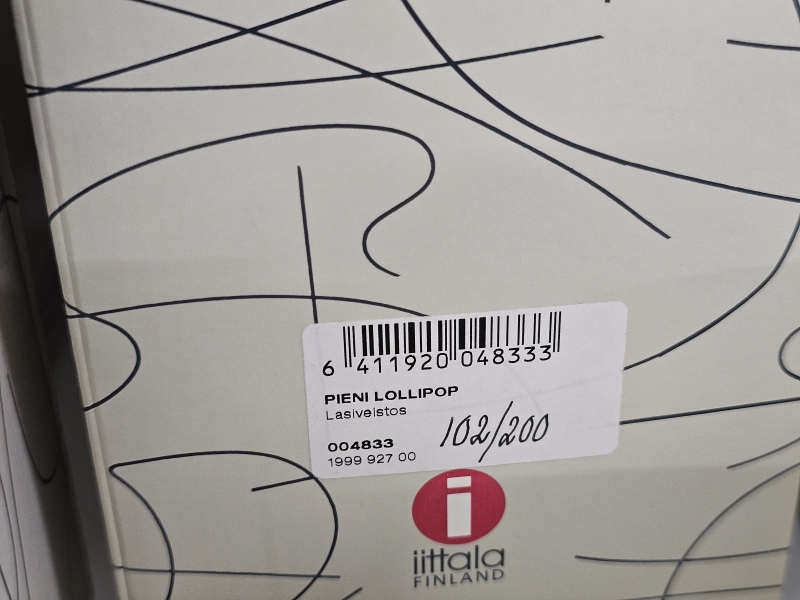 6 411920 048333
PIENI LOLLIPOP
Lasiveistos
004833
102/200
1999 927 00
i
iittala
FINLAND